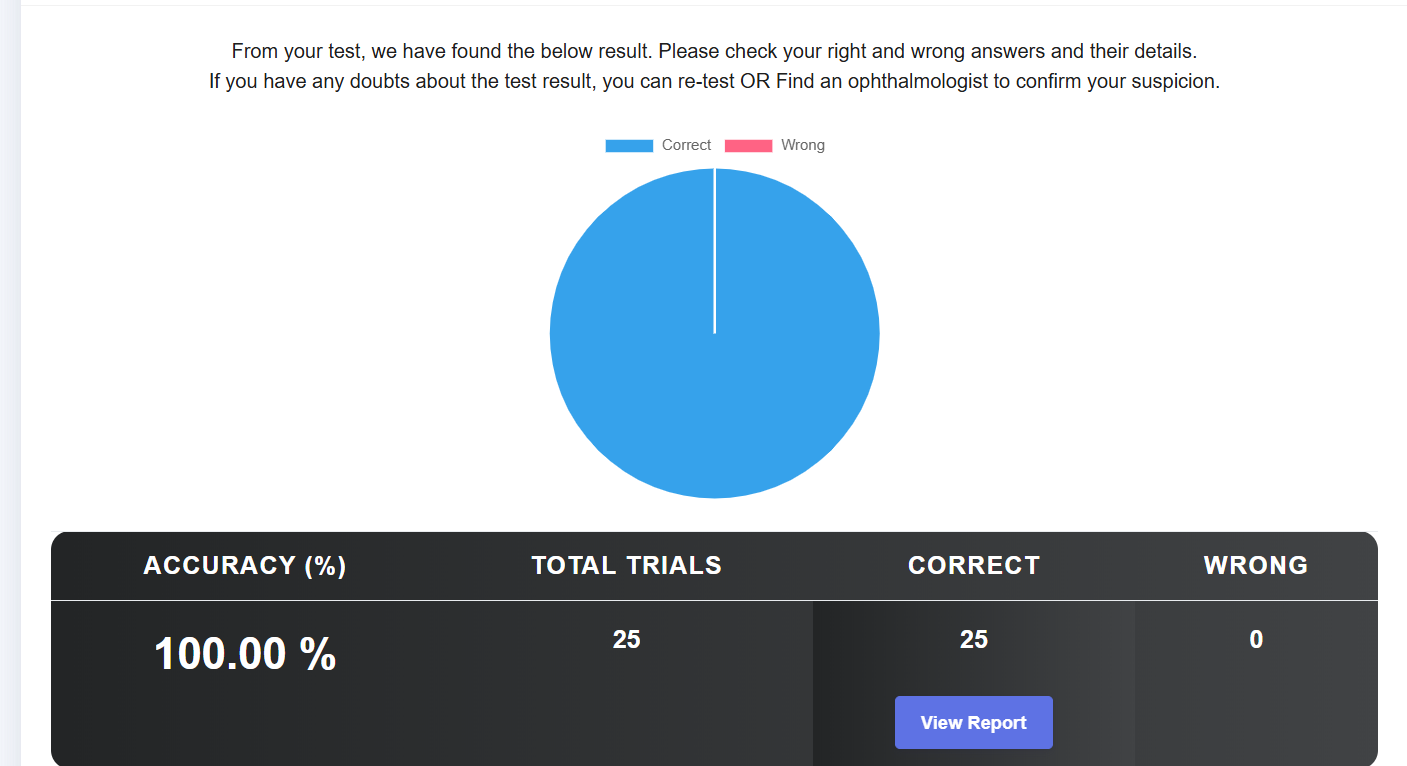 From your test, we have found the below result. Please check your right and wrong answers and their details.
If you have any doubts about the test result, you can re-test OR Find an ophthalmologist to confirm your suspicion.
Correct Wrong
ACCURACY (%) TOTAL TRIALS CORRECT WRONG
100.00 % 25 25 0
View Report